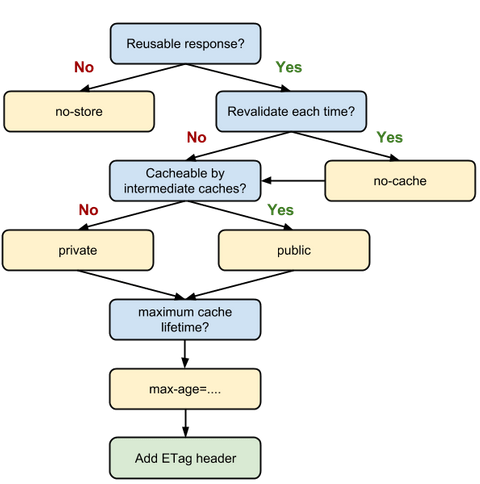 Reusable response?
No
Yes
no-store
Revalidate each time?
No
Yes
Cacheable by
intermediate caches?
no-cache
No
Yes
private
public
maximum cache
lifetime?
max-age=....
Add ETag header